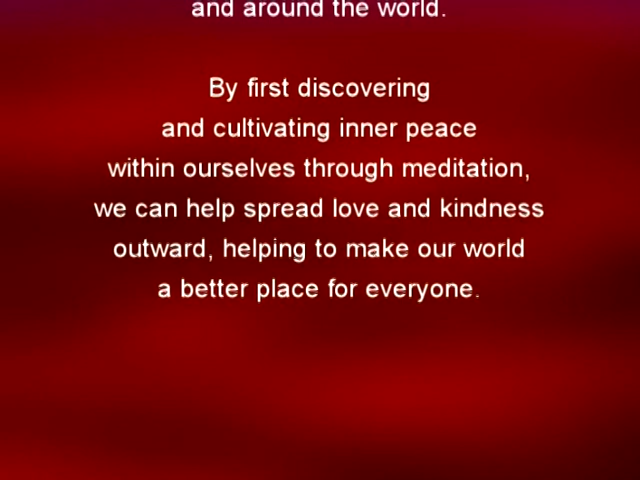 and around the world.
By first discovering
and cultivating inner peace
within ourselves through meditation,
we can help spread love and kindness
outward, helping to make our world
a better place for everyone.